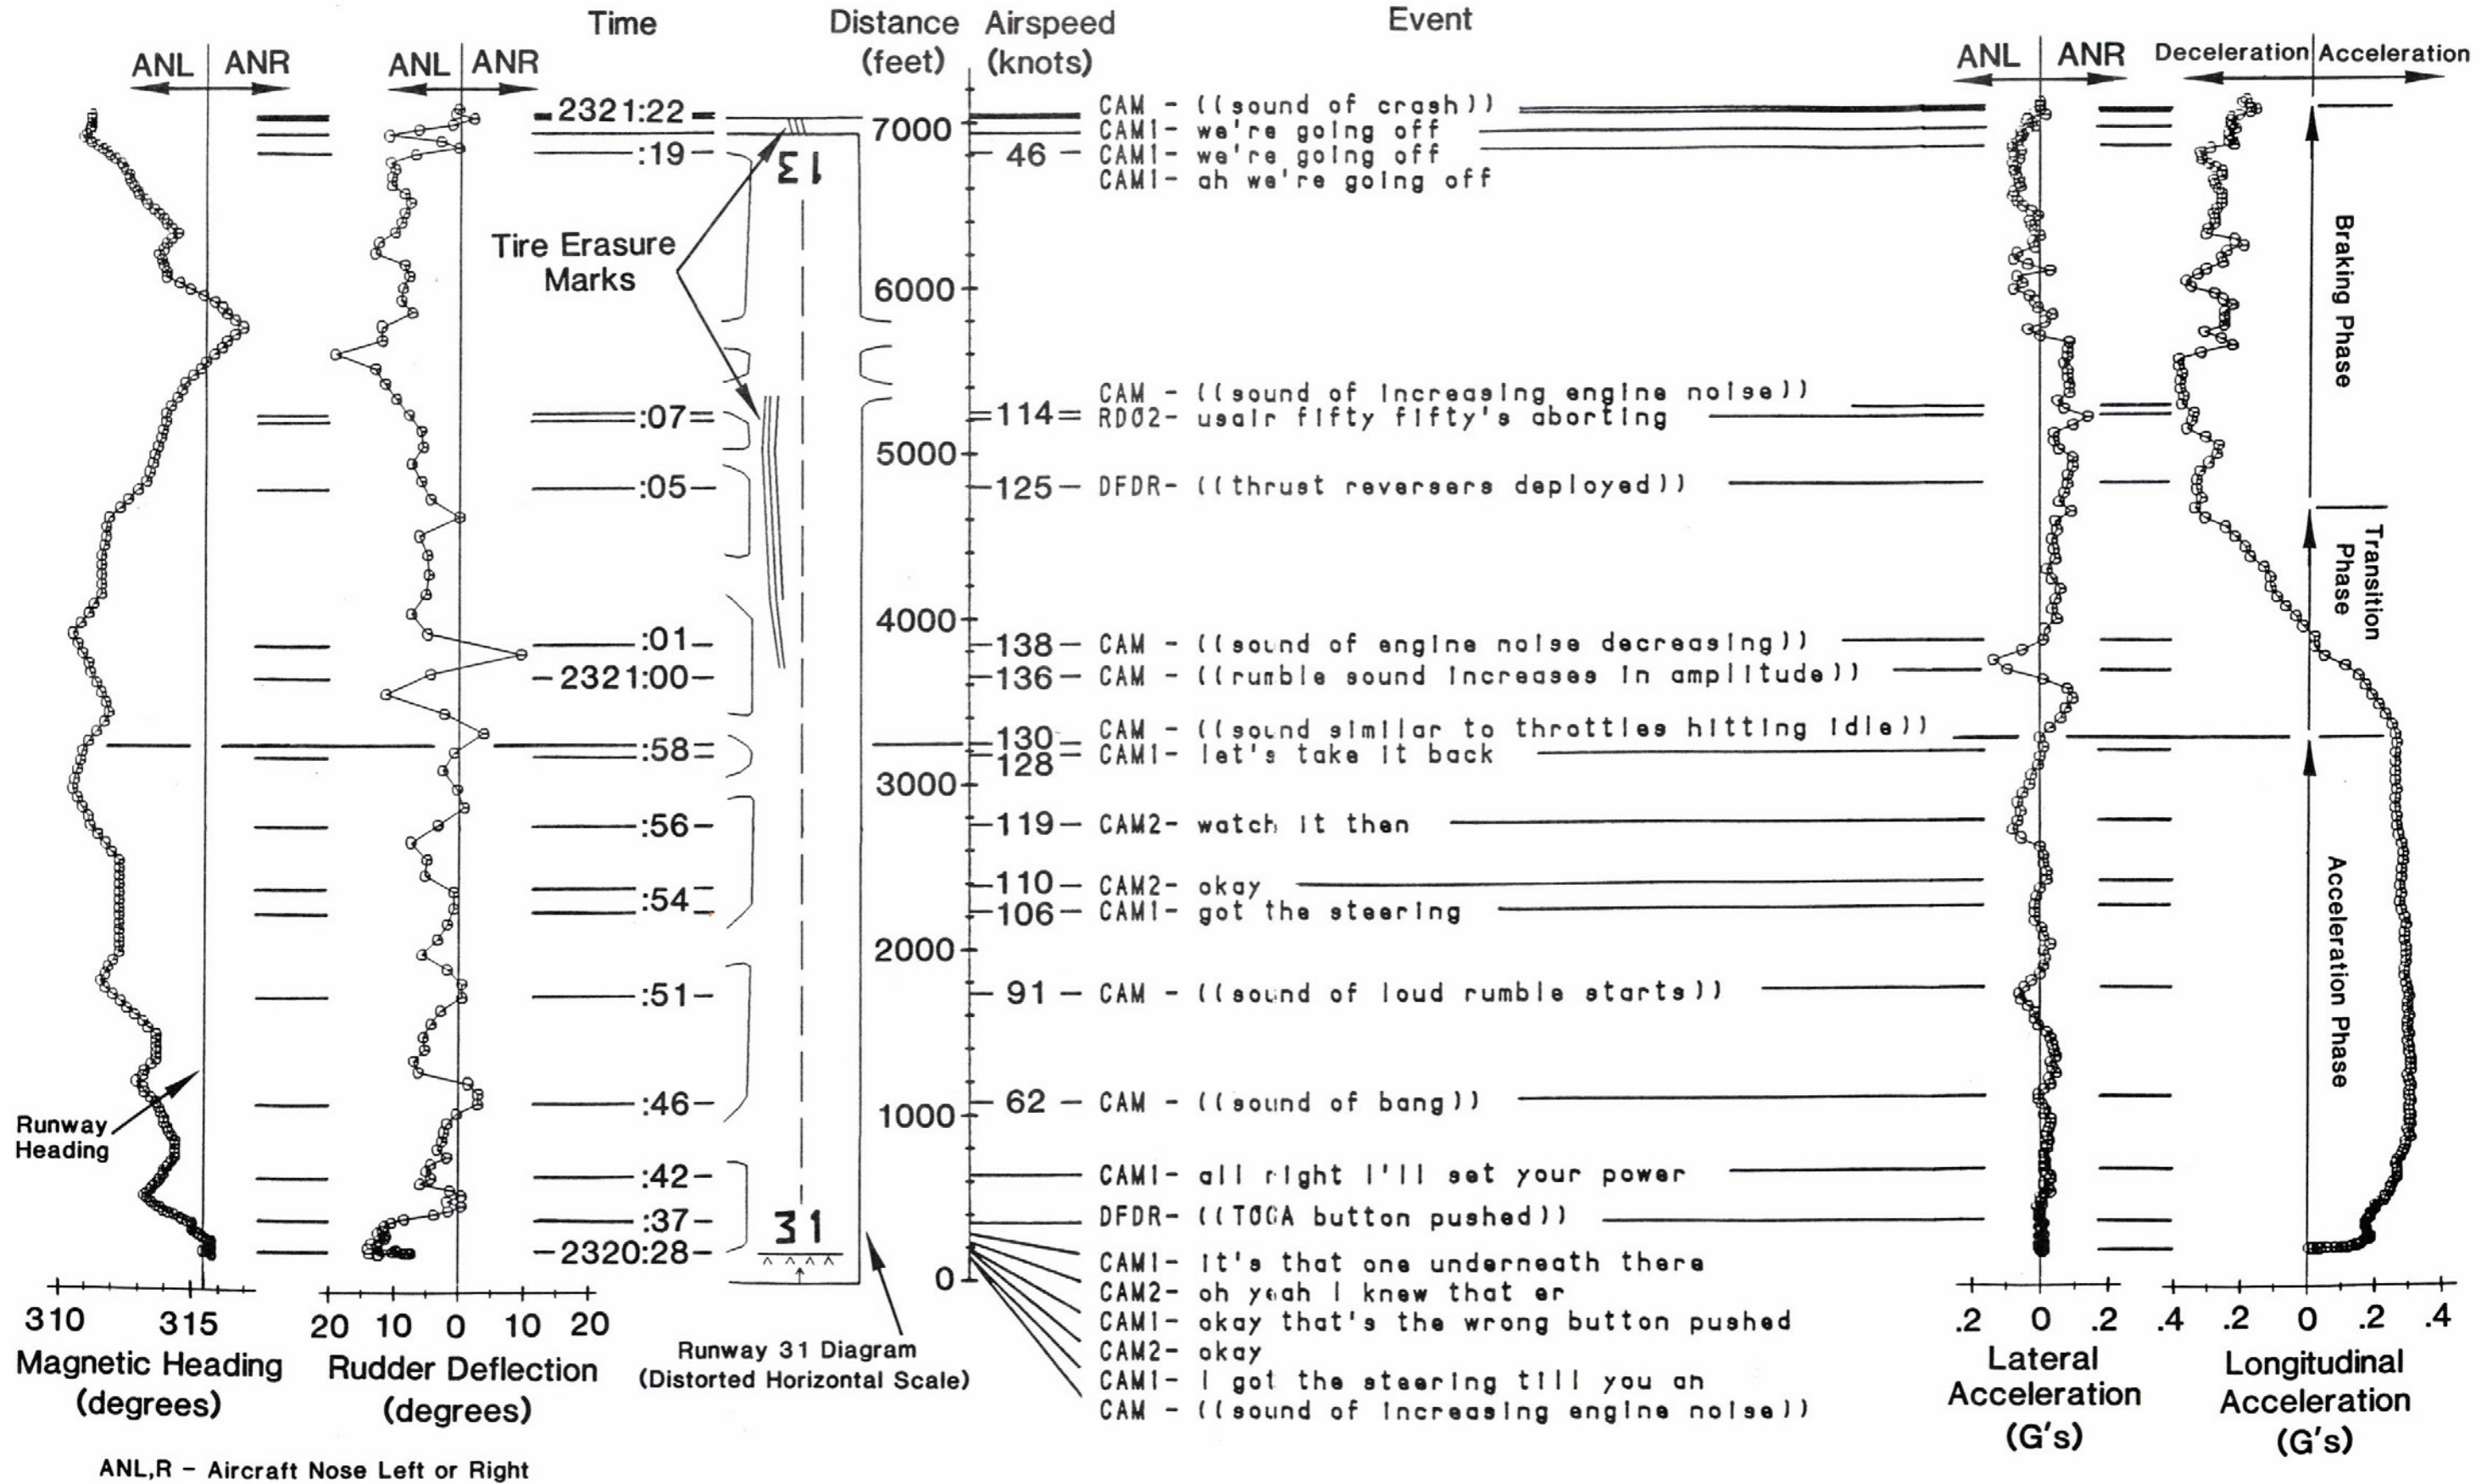 Time Distance Airspeed Event
(feet) (knots)
ANL ANR ANL ANR ANL ANR Deceleration Acceleration
2321:22 7000 CAM - ((sound of crash))
CAM1- we're going off
:19 46 CAM1- we're going off
13 CAM1- ah we're going off
Tire Erasure
Marks
6000
Braking Phase
CAM - ((sound of increasing engine noise))
:07 114 RDO2- usair fifty fifty's aborting
5000
:05 125 DFDR- ((thrust reversers deployed))
Transition
Phase
4000
:01 138 CAM - ((sound of engine noise decreasing))
2321:00 136 CAM - ((rumble sound increases in amplitude))
:58 130 CAM - ((sound similar to throttles hitting idle))
128 CAM1- let's take it back
3000
:56 119 CAM2- watch it then
110 CAM2- okay
:54 106 CAM1- got the steering
Acceleration Phase
2000
:51 91 CAM - ((sound of loud rumble starts))
Runway
Heading
:46 62 CAM - ((sound of bang))
1000
:42 CAM1- all right I'll set your power
:37 31 DFDR- ((TOGA button pushed))
2320:28 CAM1- it's that one underneath there
0 CAM2- oh yeah I knew that er
310 315 20 10 0 10 20 CAM1- okay that's the wrong button pushed .2 0 .2 .4 .2 0 .2 .4
Magnetic Heading
(degrees)
Rudder Deflection
(degrees)
Runway 31 Diagram
(Distorted Horizontal Scale)
CAM2- okay
CAM1- I got the steering till you ah
CAM - ((sound of increasing engine noise))
Lateral
Acceleration
(G's)
Longitudinal
Acceleration
(G's)
ANL,R - Aircraft Nose Left or Right